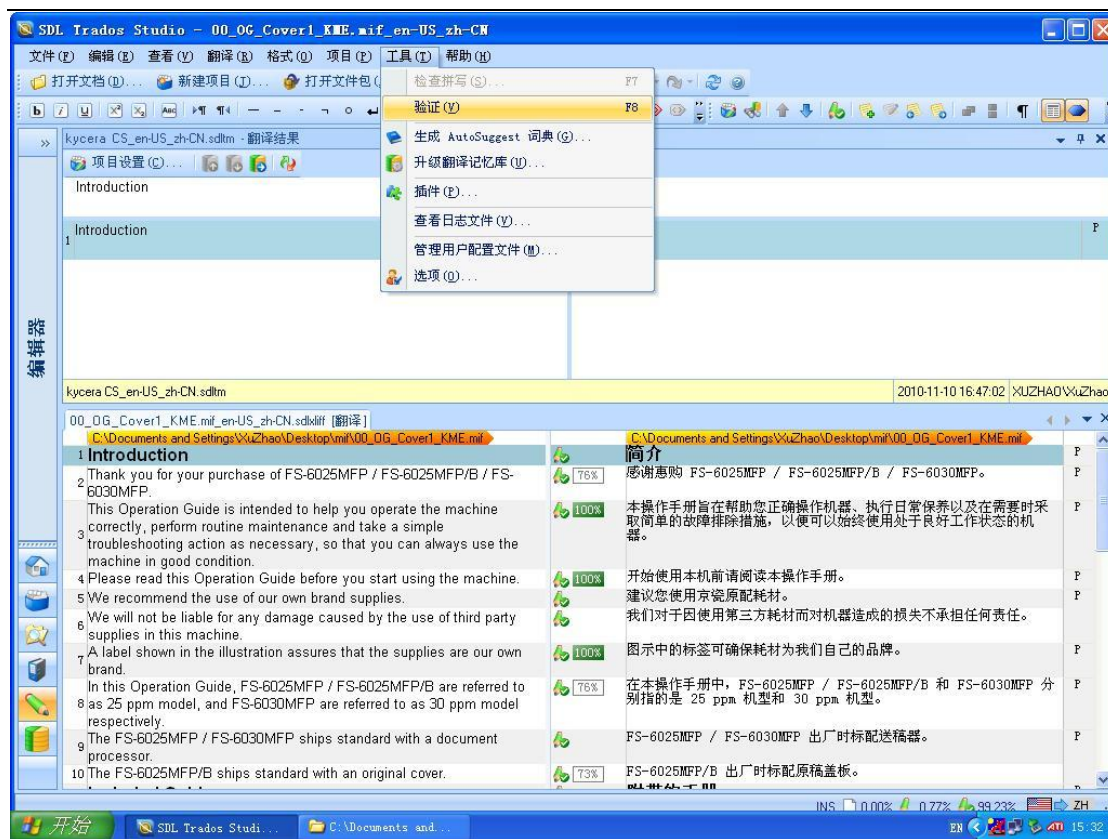 SDL Trados Studio - 00_OG_Cover1_KME.mif_en-US_zh-CN
文件(F) 编辑(E) 查看(V) 翻译(R) 格式(O) 项目(P) 工具(T) 帮助(H)
打开文档(D)... 新建项目(J)... 打开文件包(
检查拼写(S)... F7
验证(V) F8
生成 AutoSuggest 词典(G)...
升级翻译记忆库(U)...
插件(P)...
查看日志文件(V)...
管理用户配置文件(M)...
选项(O)...
kycera CS_en-US_zh-CN.sdltm - 翻译结果
项目设置(C)...
Introduction
1 Introduction P
编辑器
kycera CS_en-US_zh-CN.sdltm 2010-11-10 16:47:02 XUZHAO\XuZhao
00_OG_Cover1_KME.mif_en-US_zh-CN.sdlxliff [翻译]
C:\Documents and Settings\XuZhao\Desktop\mif\00_OG_Cover1_KME.mif C:\Documents and Settings\XuZhao\Desktop\mif\00_OG_Cover1_KME.mif
1 Introduction 简介 P
2 Thank you for your purchase of FS-6025MFP / FS-6025MFP/B / FS-
6030MFP.
76% 感谢惠购 FS-6025MFP / FS-6025MFP/B / FS-6030MFP。 P
3 This Operation Guide is intended to help you operate the machine
correctly, perform routine maintenance and take a simple
troubleshooting action as necessary, so that you can always use the
machine in good condition.
100% 本操作手册旨在帮助您正确操作机器、执行日常保养以及在需要时采
取简单的故障排除措施，以便可以始终使用处于良好工作状态的机
器。 P
4 Please read this Operation Guide before you start using the machine. 100% 开始使用本机前请阅读本操作手册。 P
5 We recommend the use of our own brand supplies. 建议您使用京瓷原配耗材。 P
6 We will not be liable for any damage caused by the use of third party
supplies in this machine.
我们对于因使用第三方耗材而对机器造成的损失不承担任何责任。
7 A label shown in the illustration assures that the supplies are our own
brand.
100% 图示中的标签可确保耗材为我们自己的品牌。 P
8 In this Operation Guide, FS-6025MFP / FS-6025MFP/B are referred to
as 25 ppm model, and FS-6030MFP are referred to as 30 ppm model
respectively.
76% 在本操作手册中，FS-6025MFP / FS-6025MFP/B 和 FS-6030MFP 分
别指的是 25 ppm 机型和 30 ppm 机型。 P
9 The FS-6025MFP / FS-6030MFP ships standard with a document
processor.
FS-6025MFP / FS-6030MFP 出厂时标配送稿器。 P
10 The FS-6025MFP/B ships standard with an original cover. 73% FS-6025MFP/B 出厂时标配原稿盖板。 P
INS 0.00% 0.77% 99.23% ZH
开始 SDL Trados Studi... C:\Documents and... EN 15:32